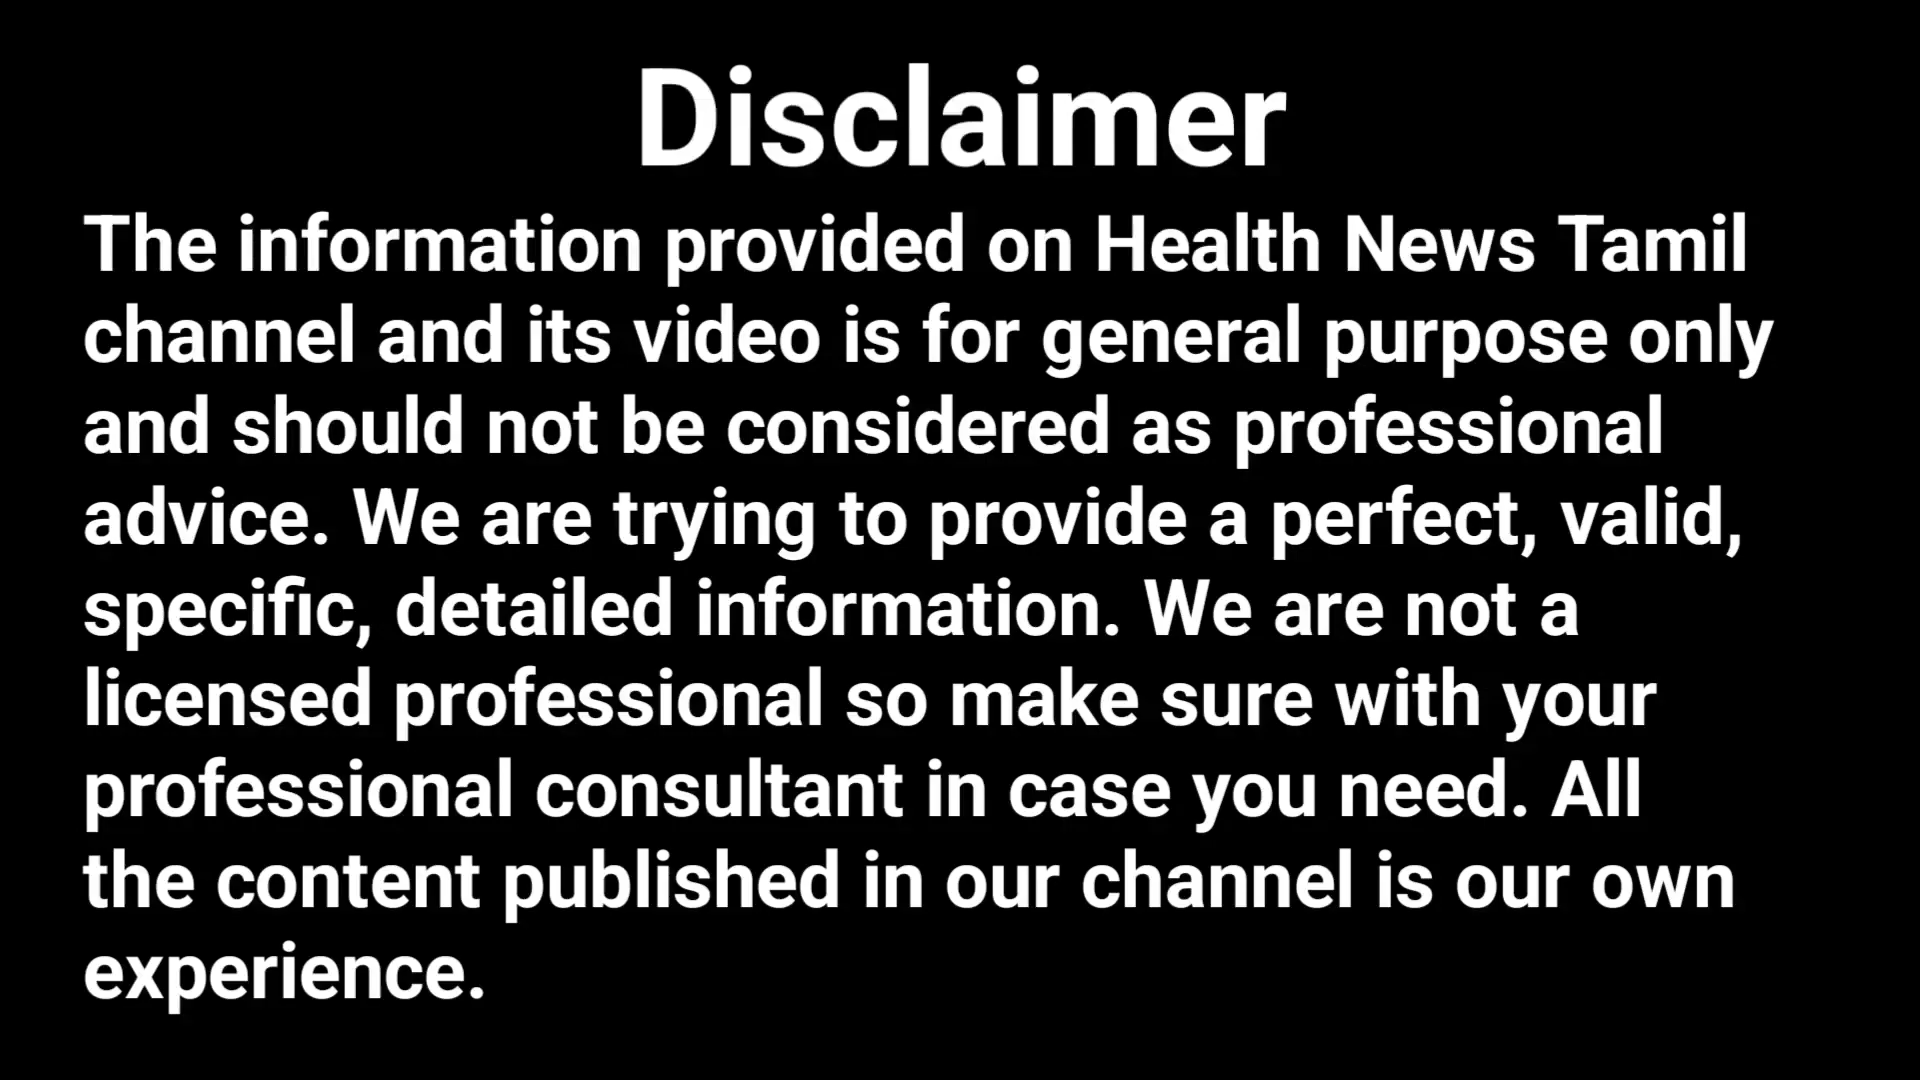 Disclaimer
The information provided on Health News Tamil
channel and its video is for general purpose only
and should not be considered as professional
advice. We are trying to provide a perfect, valid,
specific, detailed information. We are not a
licensed professional so make sure with your
professional consultant in case you need. All
the content published in our channel is our own
experience.